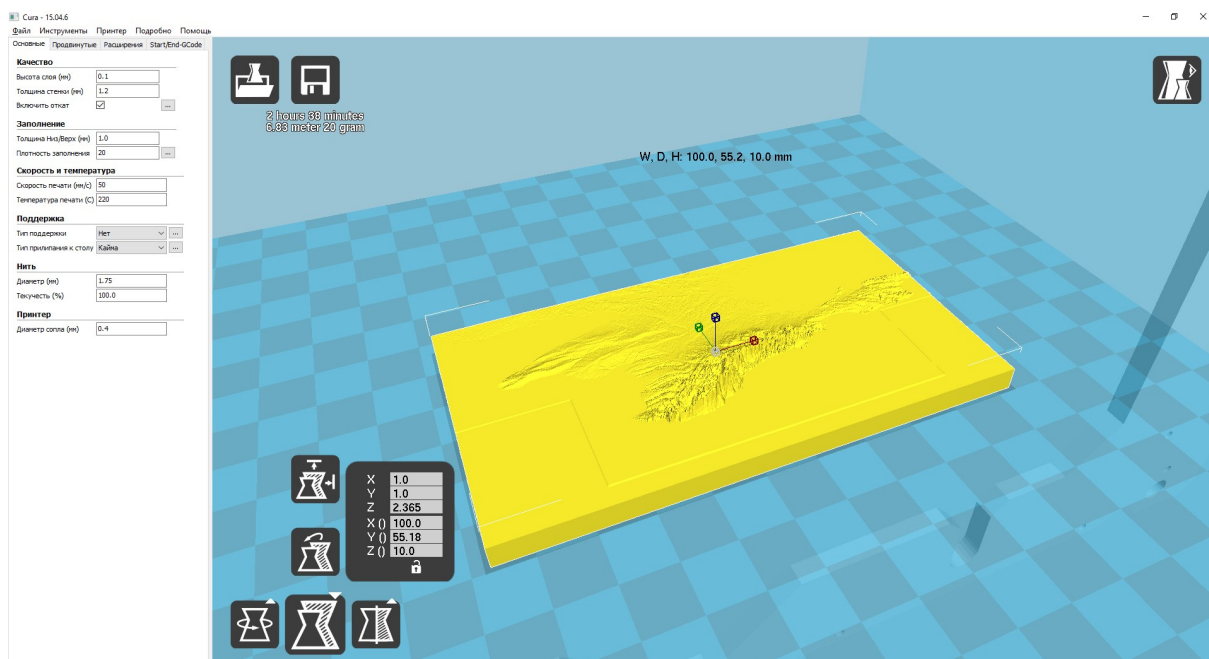 Cura - 15.04.6
Файл Инструменты Принтер Подробно Помощь
Основные Продвинутые Расширения Start/End-GCode
Качество
Высота слоя (мм) 0.1
Толщина стенки (мм) 1.2
Включить откат ...
Заполнение
Толщина Низ/Верх (мм) 1.0
Плотность заполнения 20 ...
Скорость и температура
Скорость печати (мм/с) 50
Температура печати (C) 220
Поддержка
Тип поддержки Нет ...
Тип прилипания к столу Кайма ...
Нить
Диаметр (мм) 1.75
Текучесть (%) 100.0
Принтер
Диаметр сопла (мм) 0.4
2 hours 38 minutes
6.83 meter 20 gram
W, D, H: 100.0, 55.2, 10.0 mm
X 1.0
Y 1.0
Z 2.365
X () 100.0
Y () 55.18
Z () 10.0